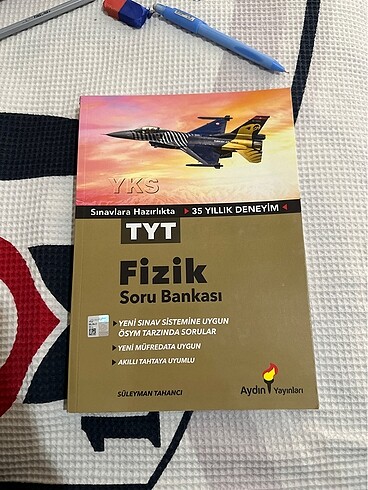 YKS
Sınavlara Hazırlıkta ▶ 35 YILLIK DENEYİM ◀
TYT
Fizik
Soru Bankası
▶ YENİ SINAV SİSTEMİNE UYGUN
ÖSYM TARZINDA SORULAR
▶ YENİ MÜFREDATA UYGUN
▶ AKILLI TAHTAYA UYUMLU
SÜLEYMAN TAHANCI
Aydın Yayınları